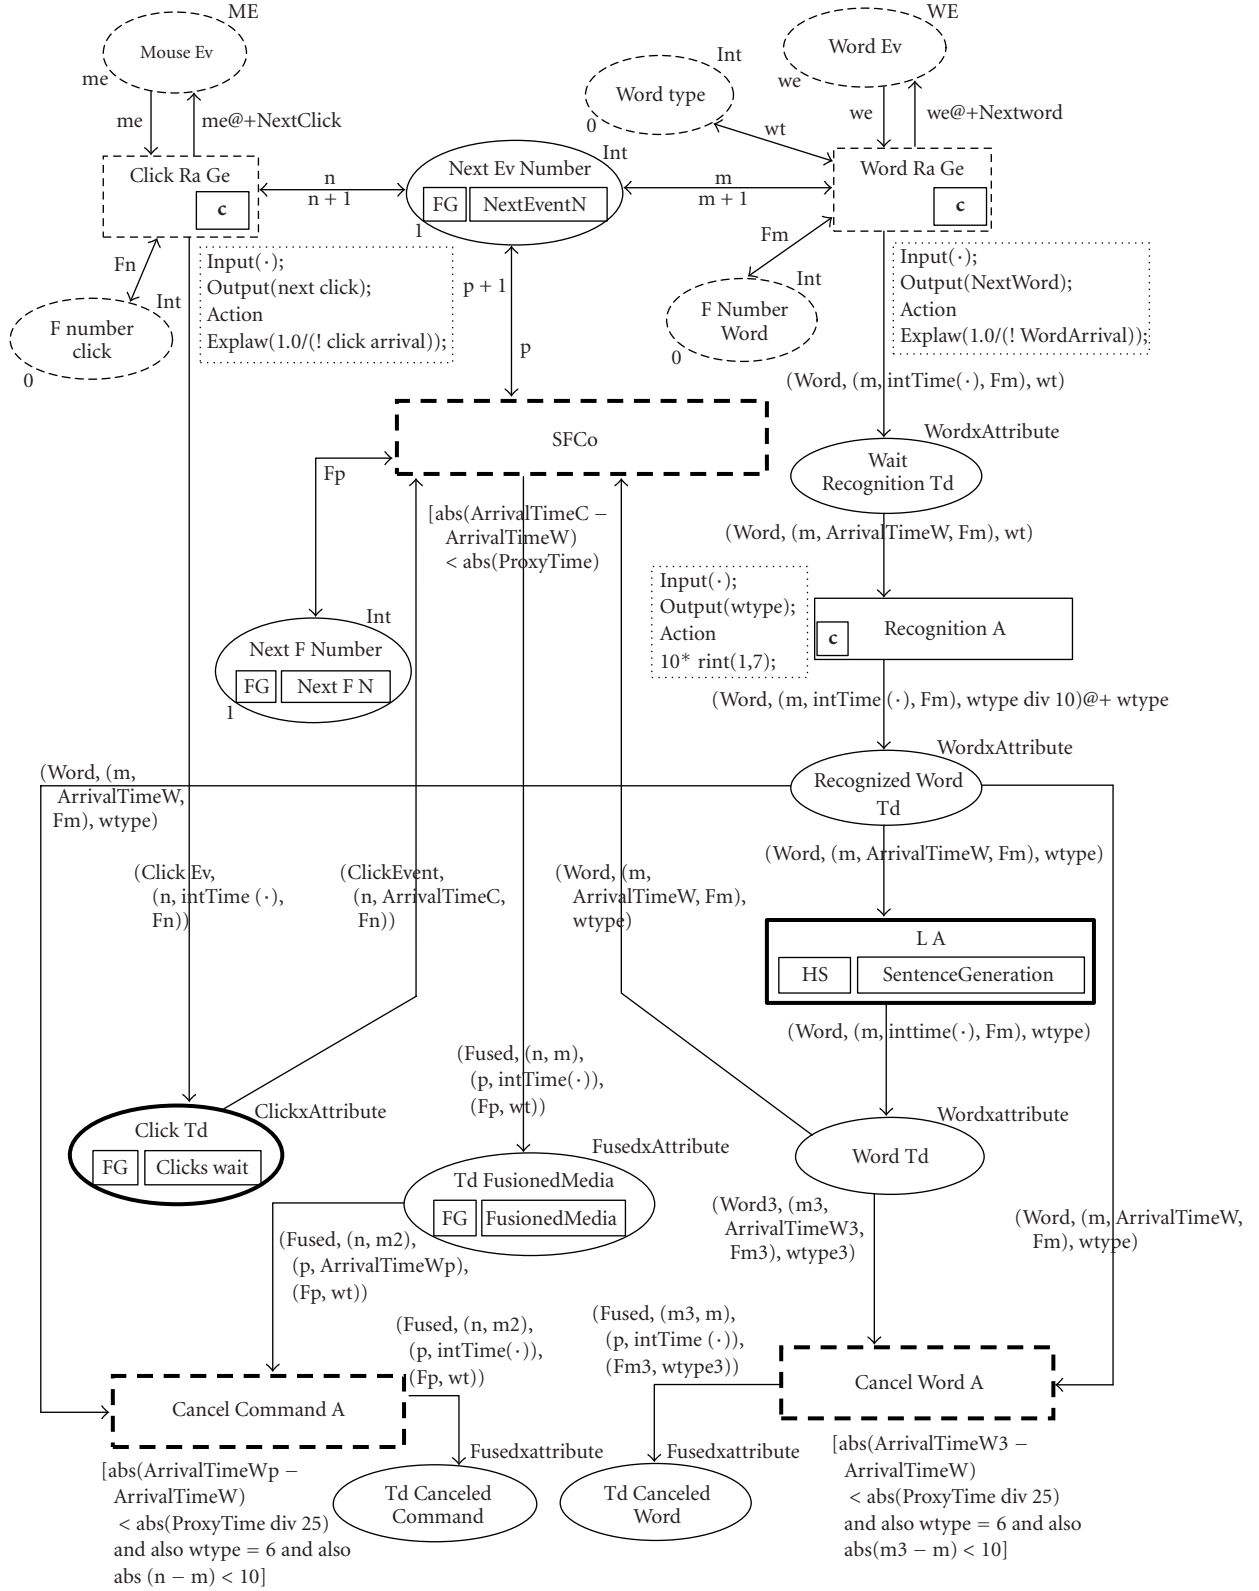 ME
Mouse Ev
me
me
me@+NextClick
Click Ra Ge
c
n
n + 1
Int
Next Ev Number
FG
NextEventN
1
Int
Word type
0
wt
WE
Word Ev
we
we
we@+Nextword
Word Ra Ge
c
m
m + 1
Fn
Int
F number
click
0
Input(·);
Output(next click);
Action
Explaw(1.0/(! click arrival));
p + 1
p
Fm
Int
F Number
Word
0
Input(·);
Output(NextWord);
Action
Explaw(1.0/(! WordArrival));
(Word, (m, intTime(·), Fm), wt)
SFCo
WordxAttribute
Wait
Recognition Td
Fp
[abs(ArrivalTimeC −
ArrivalTimeW)
< abs(ProxyTime)
(Word, (m, ArrivalTimeW, Fm), wt)
Input(·);
Output(wtype);
Action
10* rint(1,7);
Recognition A
c
Int
Next F Number
FG
Next F N
1
(Word, (m, intTime (·), Fm), wtype div 10)@+ wtype
WordxAttribute
Recognized Word
Td
(Word, (m,
ArrivalTimeW,
Fm), wtype)
(Click Ev,
(n, intTime (·),
Fn))
(ClickEvent,
(n, ArrivalTimeC,
Fn))
(Word, (m,
ArrivalTimeW, Fm),
wtype)
(Word, (m, ArrivalTimeW, Fm), wtype)
L A
HS
SentenceGeneration
(Word, (m, inttime(·), Fm), wtype)
(Fused, (n, m),
(p, intTime(·)),
(Fp, wt))
ClickxAttribute
Click Td
FG
Clicks wait
FusedxAttribute
Td FusionedMedia
FG
FusionedMedia
Wordxattribute
Word Td
(Word3, (m3,
ArrivalTimeW3,
Fm3), wtype3)
(Word, (m, ArrivalTimeW,
Fm), wtype)
(Fused, (n, m2),
(p, ArrivalTimeWp),
(Fp, wt))
(Fused, (n, m2),
(p, intTime(·)),
(Fp, wt))
(Fused, (m3, m),
(p, intTime (·)),
(Fm3, wtype3))
Cancel Command A
Cancel Word A
[abs(ArrivalTimeWp −
ArrivalTimeW)
< abs(ProxyTime div 25)
and also wtype = 6 and also
abs (n − m) < 10]
Fusedxattribute
Td Canceled
Command
Fusedxattribute
Td Canceled
Word
[abs(ArrivalTimeW3 −
ArrivalTimeW)
< abs(ProxyTime div 25)
and also wtype = 6 and also
abs(m3 − m) < 10]